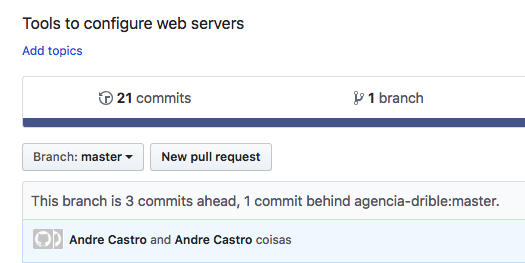 Tools to configure web servers
Add topics
21 commits
1 branch
Branch: master
New pull request
This branch is 3 commits ahead, 1 commit behind agencia-drible:master.
Andre Castro and Andre Castro coisas